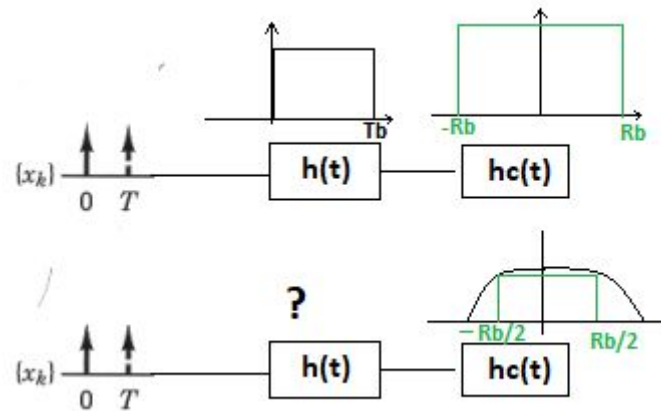 Tb
-Rb
Rb
{xk}
0
T
h(t)
hc(t)
?
− Rb/2
Rb/2
{xk}
0
T
h(t)
hc(t)